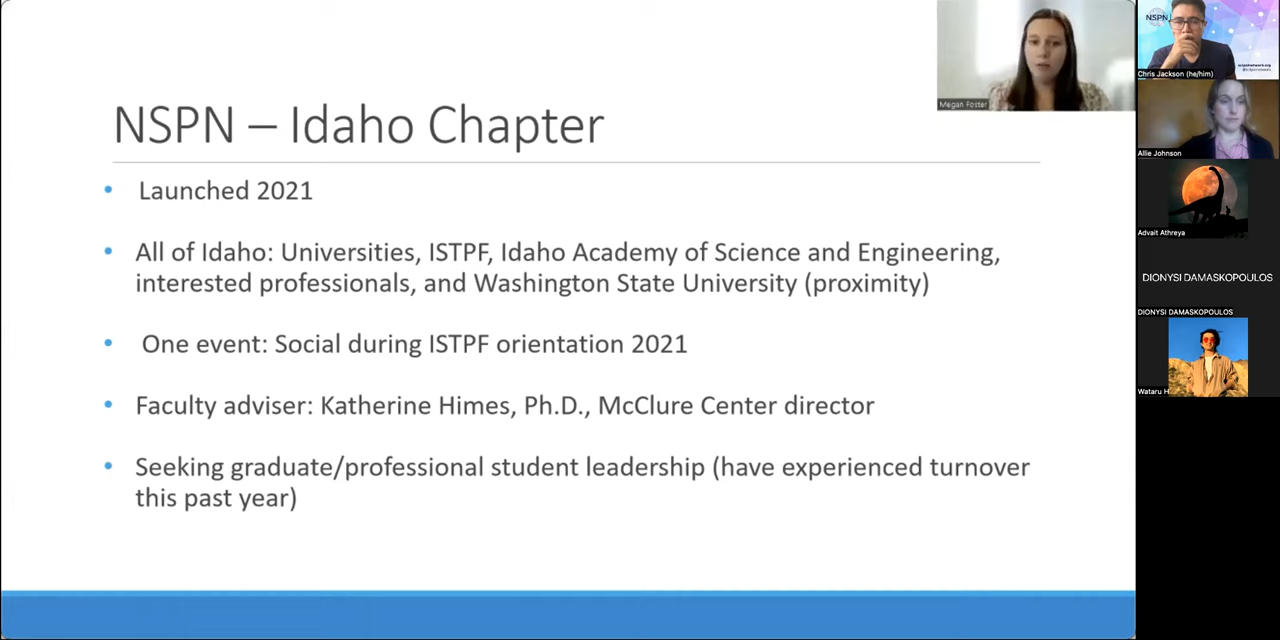 NSPN – Idaho Chapter
Launched 2021
All of Idaho: Universities, ISTPF, Idaho Academy of Science and Engineering,
interested professionals, and Washington State University (proximity)
One event: Social during ISTPF orientation 2021
Faculty adviser: Katherine Himes, Ph.D., McClure Center director
Seeking graduate/professional student leadership (have experienced turnover
this past year)
Megan Foster
NSPN
Chris Jackson (he/him)
Allie Johnson
Advait Athreya
DIONYSI DAMASKOPOULOS
DIONYSI DAMASKOPOULOS
Wataru H